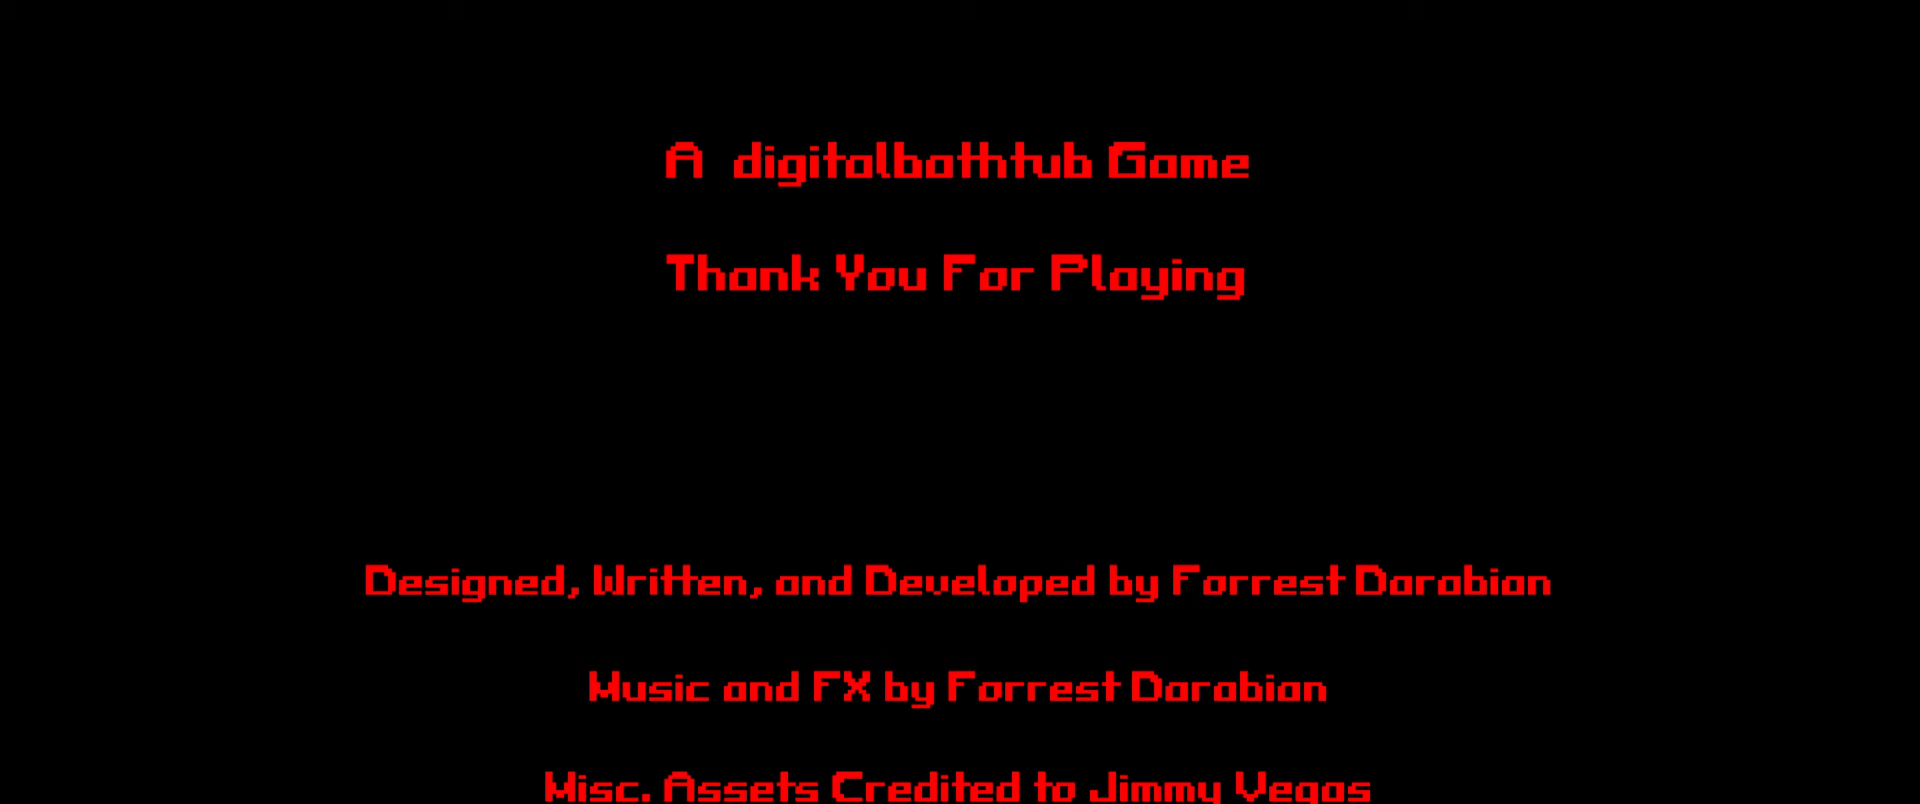 A digitalbathtub Game
Thank You For Playing
Designed, Written, and Developed by Forrest Darabian
Music and FX by Forrest Darabian
Misc. Assets Credited to Jimmy Vegas